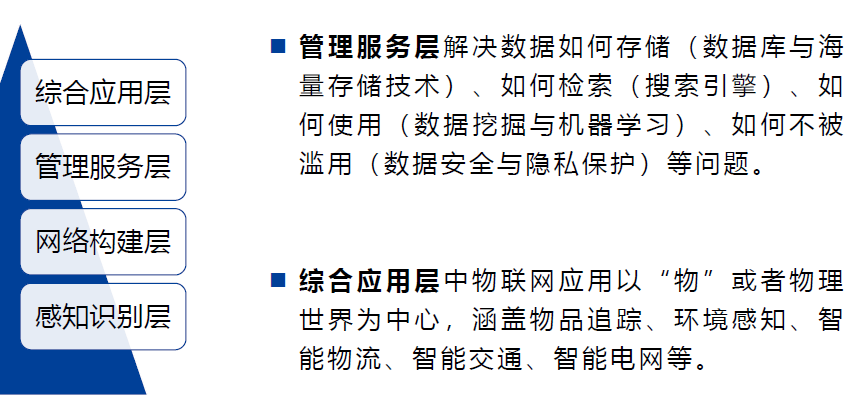 综合应用层
管理服务层
网络构建层
感知识别层
管理服务层解决数据如何存储（数据库与海
量存储技术）、如何检索（搜索引擎）、如
何使用（数据挖掘与机器学习）、如何不被
滥用（数据安全与隐私保护）等问题。
综合应用层中物联网应用以“物”或者物理
世界为中心，涵盖物品追踪、环境感知、智
能物流、智能交通、智能电网等。